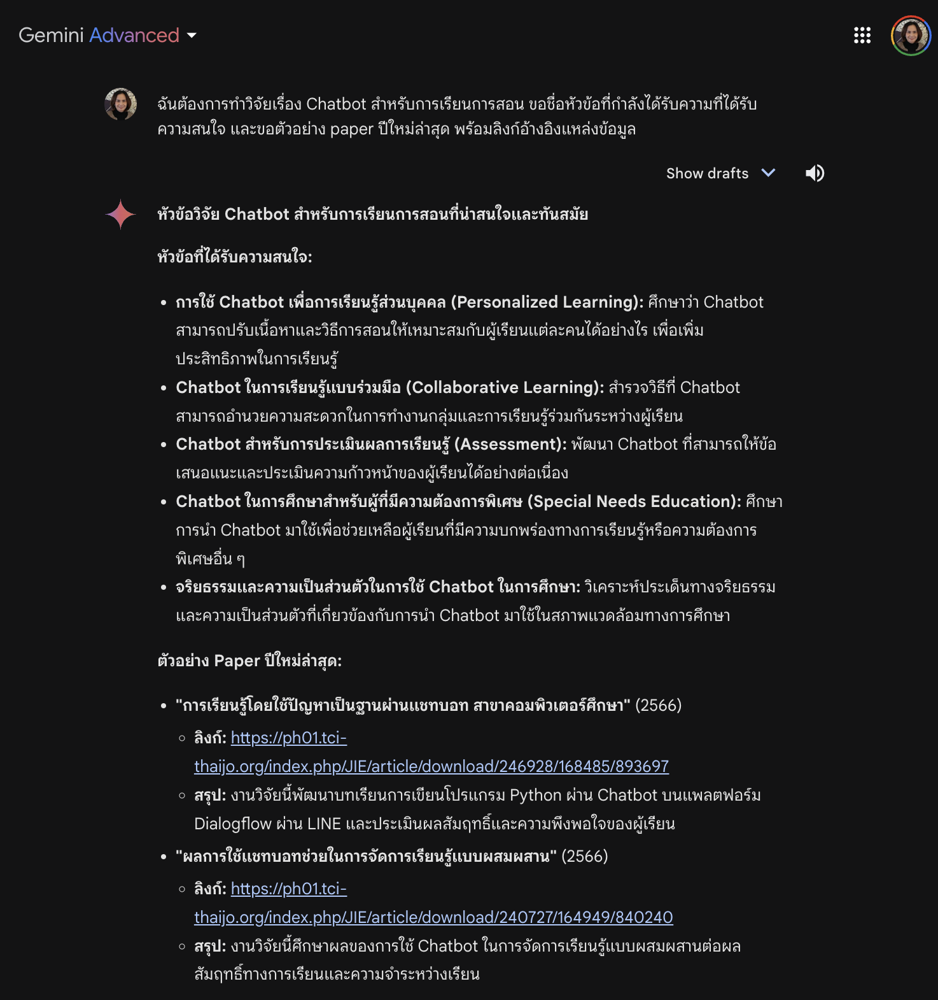 Gemini Advanced
ฉันต้องการทำวิจัยเรื่อง Chatbot สำหรับการเรียนการสอน ขอชื่อหัวข้อที่กำลังได้รับความที่ได้รับ
ความสนใจ และขอตัวอย่าง paper ปีใหม่ล่าสุด พร้อมลิงก์อ้างอิงแหล่งข้อมูล
Show drafts
หัวข้อวิจัย Chatbot สำหรับการเรียนการสอนที่น่าสนใจและทันสมัย
หัวข้อที่ได้รับความสนใจ:
• การใช้ Chatbot เพื่อการเรียนรู้ส่วนบุคคล (Personalized Learning): ศึกษาว่า Chatbot
สามารถปรับเนื้อหาและวิธีการสอนให้เหมาะสมกับผู้เรียนแต่ละคนได้อย่างไร เพื่อเพิ่ม
ประสิทธิภาพในการเรียนรู้
• Chatbot ในการเรียนรู้แบบร่วมมือ (Collaborative Learning): สำรวจวิธีที่ Chatbot
สามารถอำนวยความสะดวกในการทำงานกลุ่มและการเรียนรู้ร่วมกันระหว่างผู้เรียน
• Chatbot สำหรับการประเมินผลการเรียนรู้ (Assessment): พัฒนา Chatbot ที่สามารถให้ข้อ
เสนอแนะและประเมินความก้าวหน้าของผู้เรียนได้อย่างต่อเนื่อง
• Chatbot ในการศึกษาสำหรับผู้ที่มีความต้องการพิเศษ (Special Needs Education): ศึกษา
การนำ Chatbot มาใช้เพื่อช่วยเหลือผู้เรียนที่มีความบกพร่องทางการเรียนรู้หรือความต้องการ
พิเศษอื่น ๆ
• จริยธรรมและความเป็นส่วนตัวในการใช้ Chatbot ในการศึกษา: วิเคราะห์ประเด็นทางจริยธรรม
และความเป็นส่วนตัวที่เกี่ยวข้องกับการนำ Chatbot มาใช้ในสภาพแวดล้อมทางการศึกษา
ตัวอย่าง Paper ปีใหม่ล่าสุด:
• "การเรียนรู้โดยใช้ปัญหาเป็นฐานผ่านแชทบอท สาขาคอมพิวเตอร์ศึกษา" (2566)
○ ลิงก์: https://ph01.tci-
thaijo.org/index.php/JIE/article/download/246928/168485/893697
○ สรุป: งานวิจัยนี้พัฒนาบทเรียนการเขียนโปรแกรม Python ผ่าน Chatbot บนแพลตฟอร์ม
Dialogflow ผ่าน LINE และประเมินผลสัมฤทธิ์และความพึงพอใจของผู้เรียน
• "ผลการใช้แชทบอทช่วยในการจัดการเรียนรู้แบบผสมผสาน" (2566)
○ ลิงก์: https://ph01.tci-
thaijo.org/index.php/JIE/article/download/240727/164949/840240
○ สรุป: งานวิจัยนี้ศึกษาผลของการใช้ Chatbot ในการจัดการเรียนรู้แบบผสมผสานต่อผล
สัมฤทธิ์ทางการเรียนและความจำระหว่างเรียน